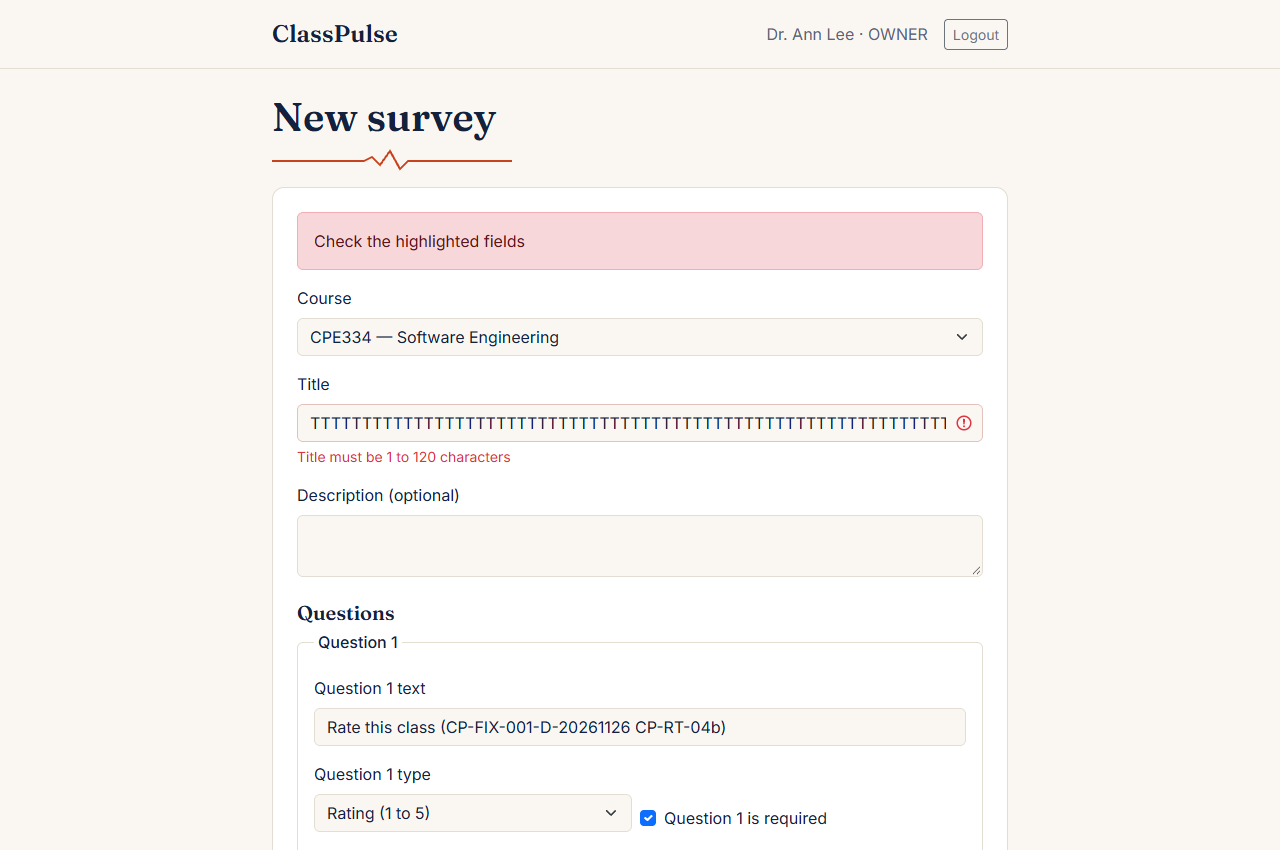 ClassPulse
Dr. Ann Lee · OWNER
Logout
New survey
Check the highlighted fields
Course
CPE334 — Software Engineering
Title
TTTTTTTTTTTTTTTTTTTTTTTTTTTTTTTTTTTTTTTTTTTTTTTTTTTTTTTTTTTTTT
Title must be 1 to 120 characters
Description (optional)
Questions
Question 1
Question 1 text
Rate this class (CP-FIX-001-D-20261126 CP-RT-04b)
Question 1 type
Rating (1 to 5)
Question 1 is required